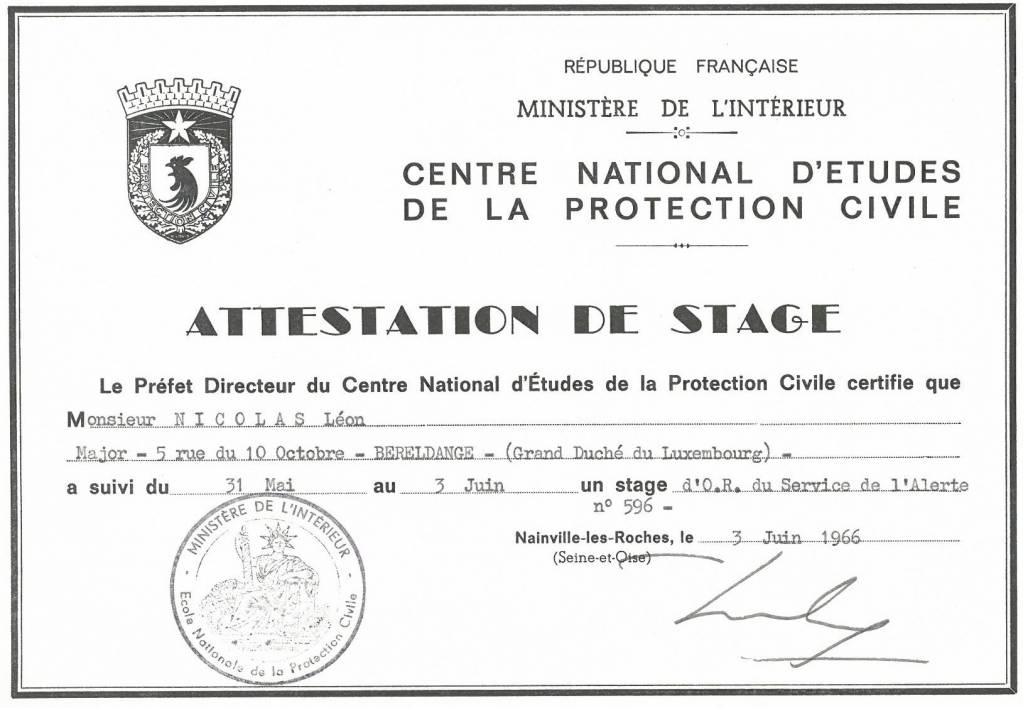 RÉPUBLIQUE FRANÇAISE
MINISTÈRE DE L'INTÉRIEUR
CENTRE NATIONAL D'ETUDES
DE LA PROTECTION CIVILE
PROTECTION CIVILE
ATTESTATION DE STAGE
Le Préfet Directeur du Centre National d'Études de la Protection Civile certifie que
Monsieur N I C O L A S Léon
Major - 5 rue du 10 Octobre - BERELDANGE - (Grand Duché du Luxembourg) -
a suivi du 31 Mai au 3 Juin un stage d'O.R. du Service de l'Alerte
n° 596 -
Nainville-les-Roches, le 3 Juin 1966
(Seine-et-Oise)
- MINISTÈRE DE L'INTÉRIEUR -
Ecole Nationale de la Protection Civile